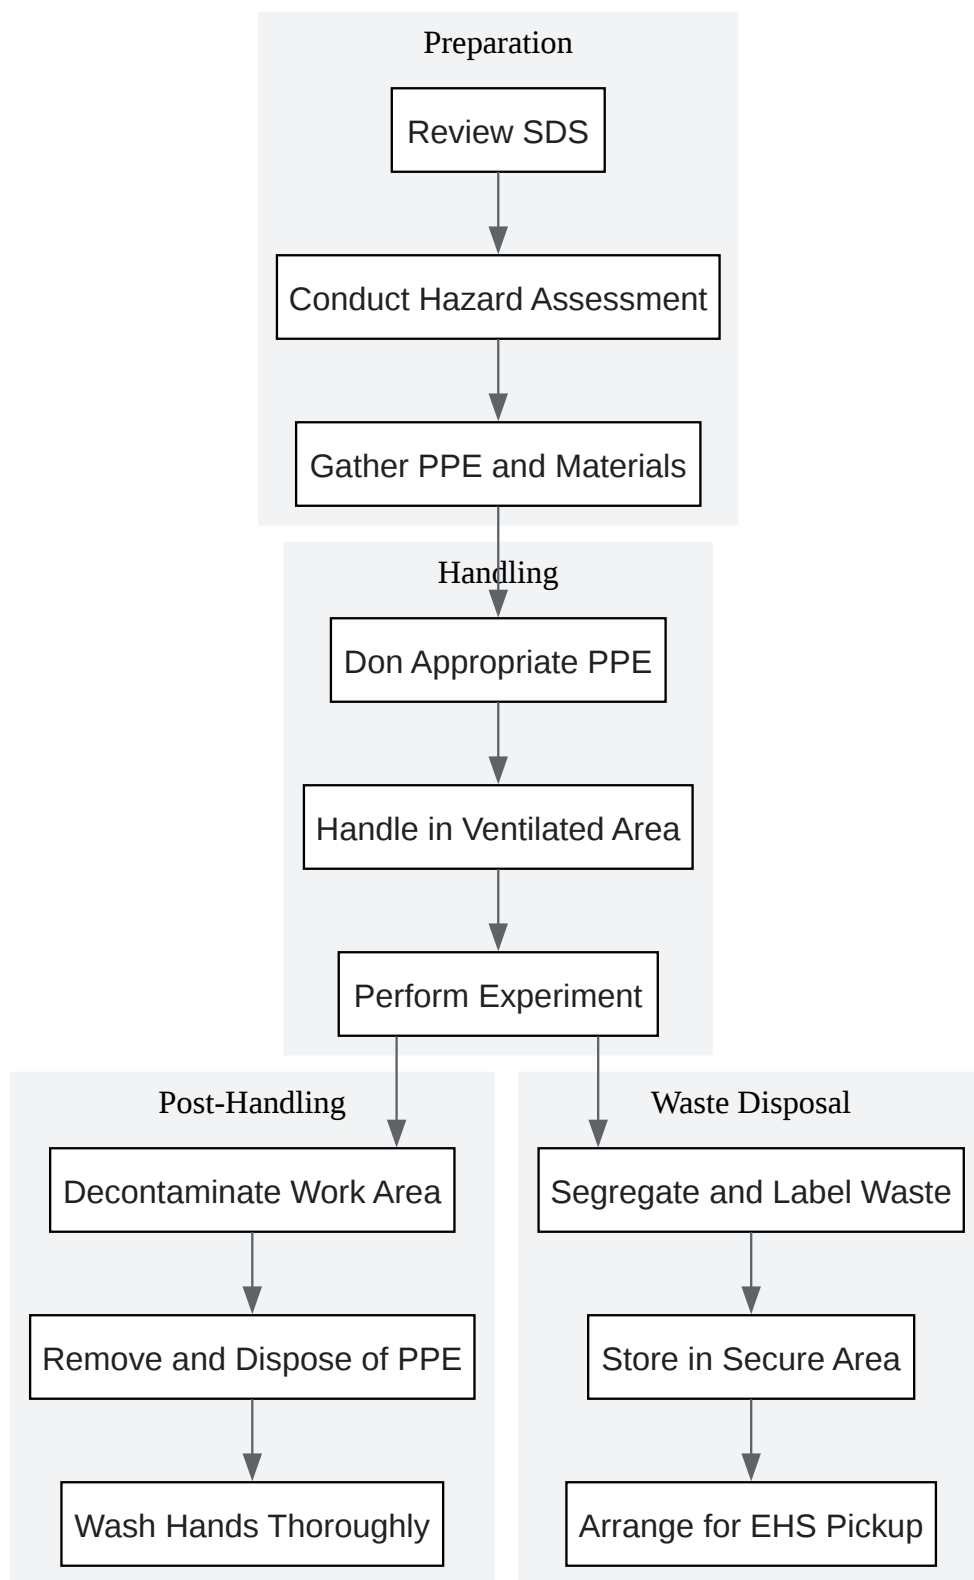 Preparation
Review SDS
Conduct Hazard Assessment
Gather PPE and Materials
Handling
Don Appropriate PPE
Handle in Ventilated Area
Perform Experiment
Post-Handling
Decontaminate Work Area
Remove and Dispose of PPE
Wash Hands Thoroughly
Waste Disposal
Segregate and Label Waste
Store in Secure Area
Arrange for EHS Pickup